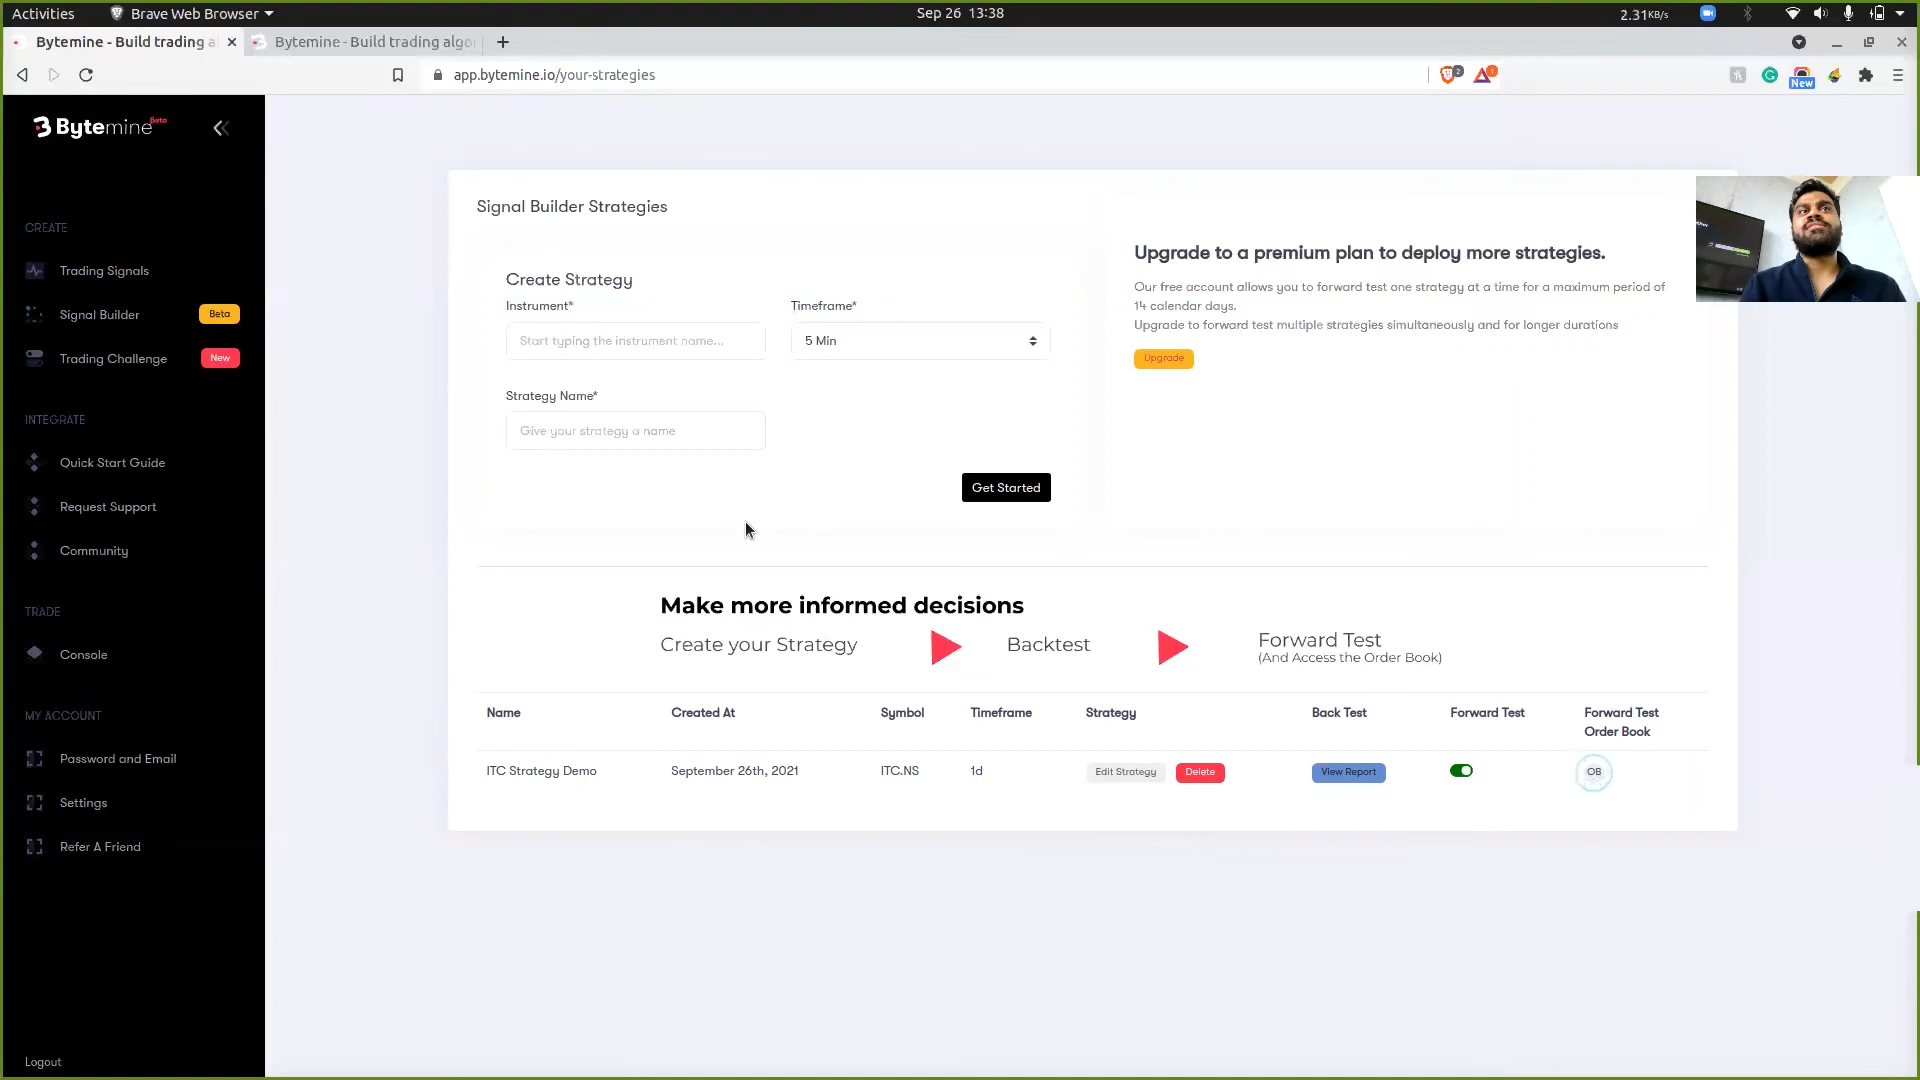 Activities
Brave Web Browser
Sep 26 13:38
2.31KB/s
Bytemine - Build trading a
Bytemine - Build trading algo
app.bytemine.io/your-strategies
2
1
New
Bytemine Beta
CREATE
Trading Signals
Signal Builder Beta
Trading Challenge New
INTEGRATE
Quick Start Guide
Request Support
Community
TRADE
Console
MY ACCOUNT
Password and Email
Settings
Refer A Friend
Logout
Signal Builder Strategies
Create Strategy
Instrument* Timeframe*
Start typing the instrument name... 5 Min
Strategy Name*
Give your strategy a name
Get Started
Upgrade to a premium plan to deploy more strategies.
Our free account allows you to forward test one strategy at a time for a maximum period of
14 calendar days.
Upgrade to forward test multiple strategies simultaneously and for longer durations
Upgrade
Make more informed decisions
Create your Strategy Backtest Forward Test
(And Access the Order Book)
Name Created At Symbol Timeframe Strategy Back Test Forward Test Forward Test
Order Book
ITC Strategy Demo September 26th, 2021 ITC.NS 1d Edit Strategy Delete View Report OB